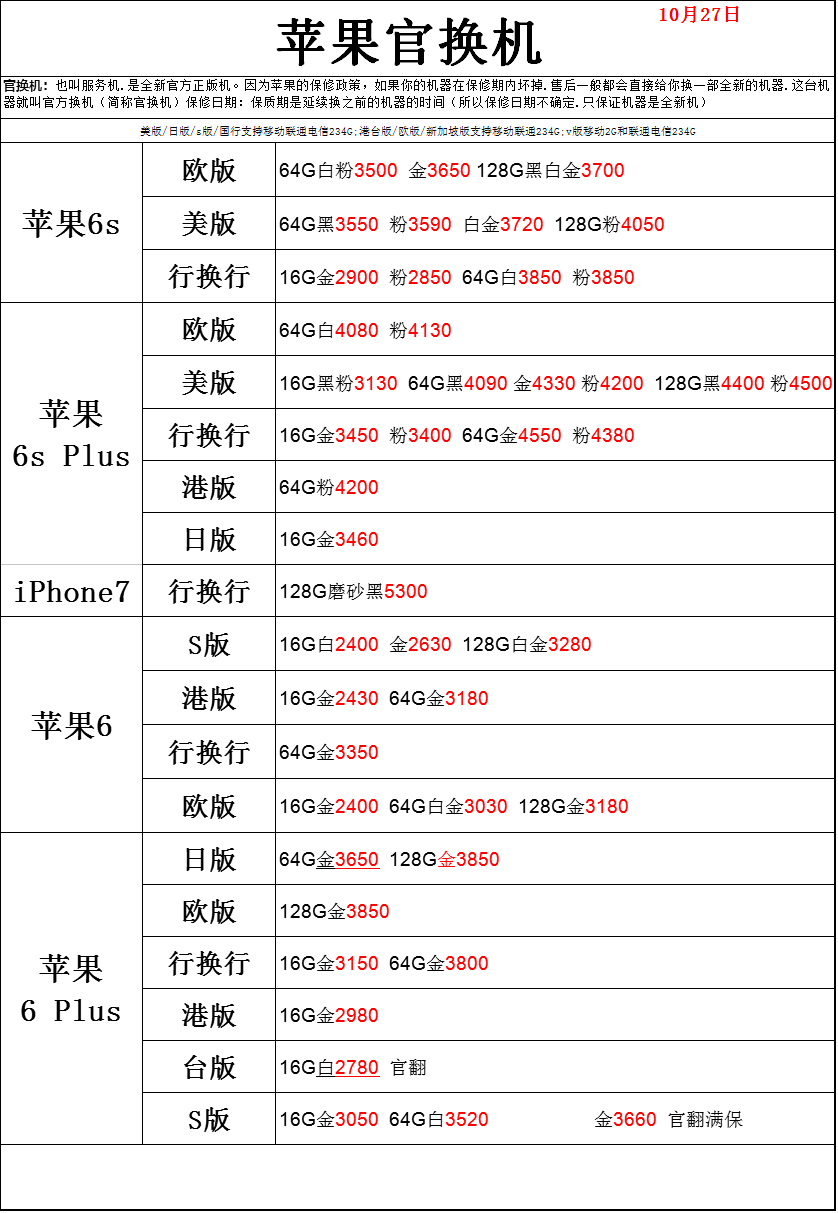 10月27日
苹果官换机
官换机：也叫服务机.是全新官方正版机。因为苹果的保修政策，如果你的机器在保修期内坏掉.售后一般都会直接给你换一部全新的机器.这台机
器就叫官方换机（简称官换机）保修日期：保质期是延续换之前的机器的时间（所以保修日期不确定.只保证机器是全新机）
美版/日版/s版/国行支持移动联通电信234G;港台版/欧版/新加坡版支持移动联通234G;v版移动2G和联通电信234G
苹果6s
欧版 64G白粉3500 金3650 128G黑白金3700
美版 64G黑3550 粉3590 白金3720 128G粉4050
行换行 16G金2900 粉2850 64G白3850 粉3850
苹果
6s Plus
欧版 64G白4080 粉4130
美版 16G黑粉3130 64G黑4090 金4330 粉4200 128G黑4400 粉4500
行换行 16G金3450 粉3400 64G金4550 粉4380
港版 64G粉4200
日版 16G金3460
iPhone7 行换行 128G磨砂黑5300
苹果6
S版 16G白2400 金2630 128G白金3280
港版 16G金2430 64G金3180
行换行 64G金3350
欧版 16G金2400 64G白金3030 128G金3180
苹果
6 Plus
日版 64G金3650 128G金3850
欧版 128G金3850
行换行 16G金3150 64G金3800
港版 16G金2980
台版 16G白2780 官翻
S版 16G金3050 64G白3520 金3660 官翻满保